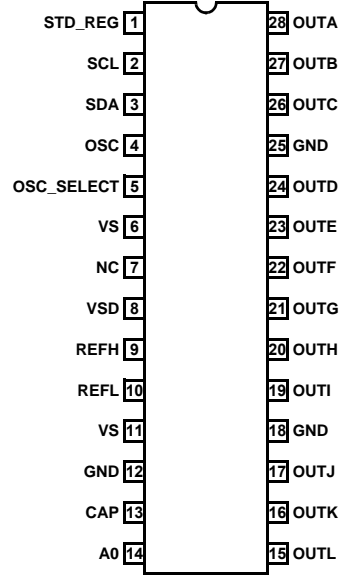 STD_REG 1 28 OUTA
SCL 2 27 OUTB
SDA 3 26 OUTC
OSC 4 25 GND
OSC_SELECT 5 24 OUTD
VS 6 23 OUTE
NC 7 22 OUTF
VSD 8 21 OUTG
REFH 9 20 OUTH
REFL 10 19 OUTI
VS 11 18 GND
GND 12 17 OUTJ
CAP 13 16 OUTK
A0 14 15 OUTL